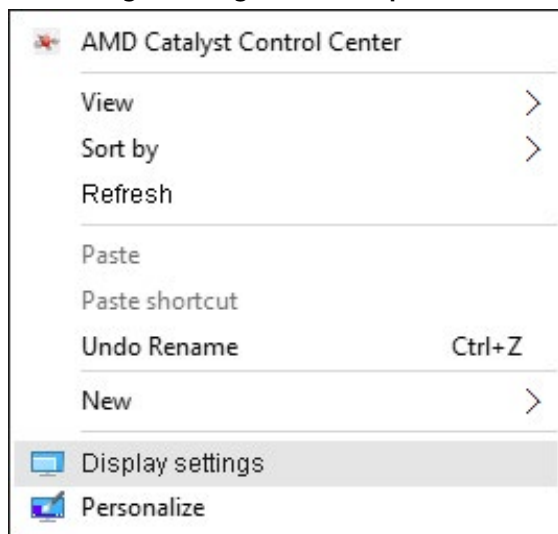 AMD Catalyst Control Center
View
Sort by
Refresh
Paste
Paste shortcut
Undo Rename Ctrl+Z
New
Display settings
Personalize